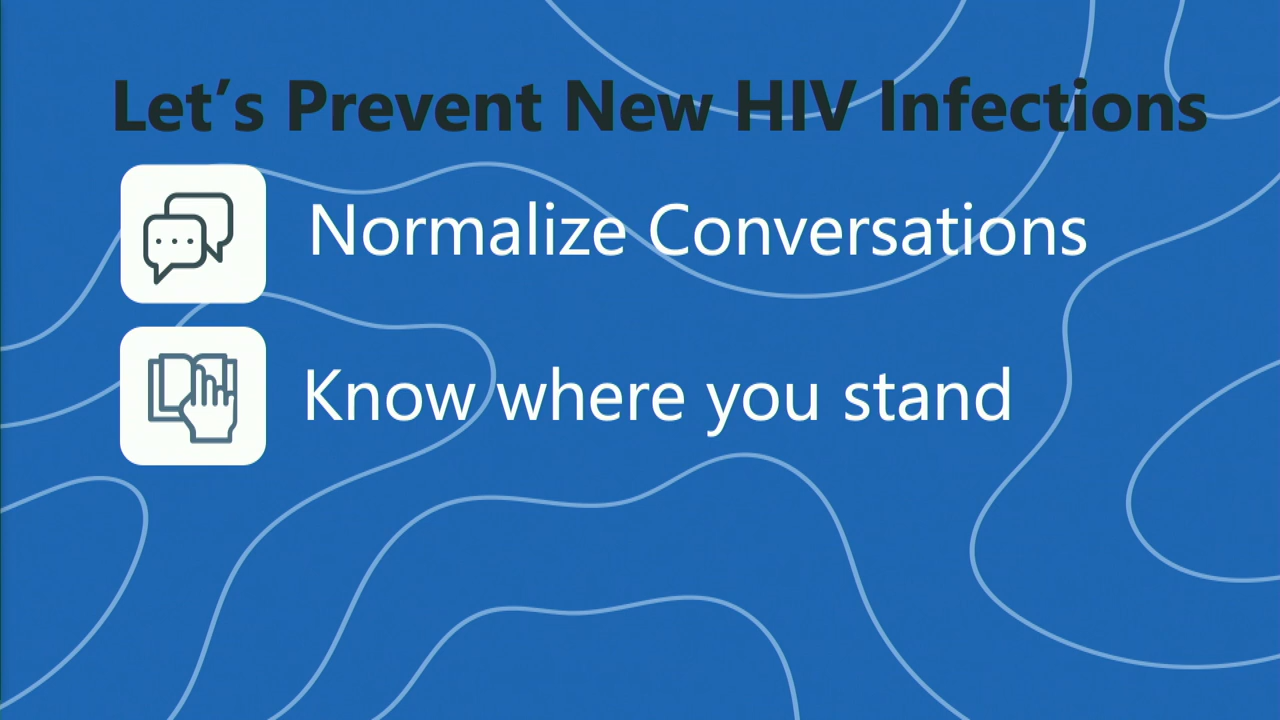 Let’s Prevent New HIV Infections
Normalize Conversations
Know where you stand